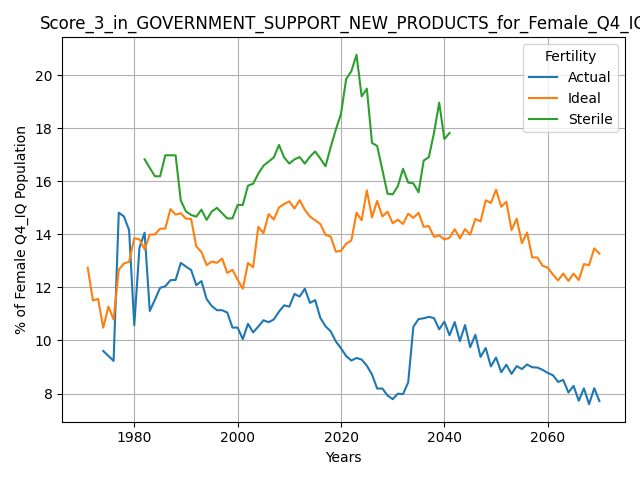 Score_3_in_GOVERNMENT_SUPPORT_NEW_PRODUCTS_for_Female_Q4_IQ
Fertility
Actual
Ideal
Sterile
% of Female Q4_IQ Population
20
18
16
14
12
10
8
1980 2000 2020 2040 2060
Years